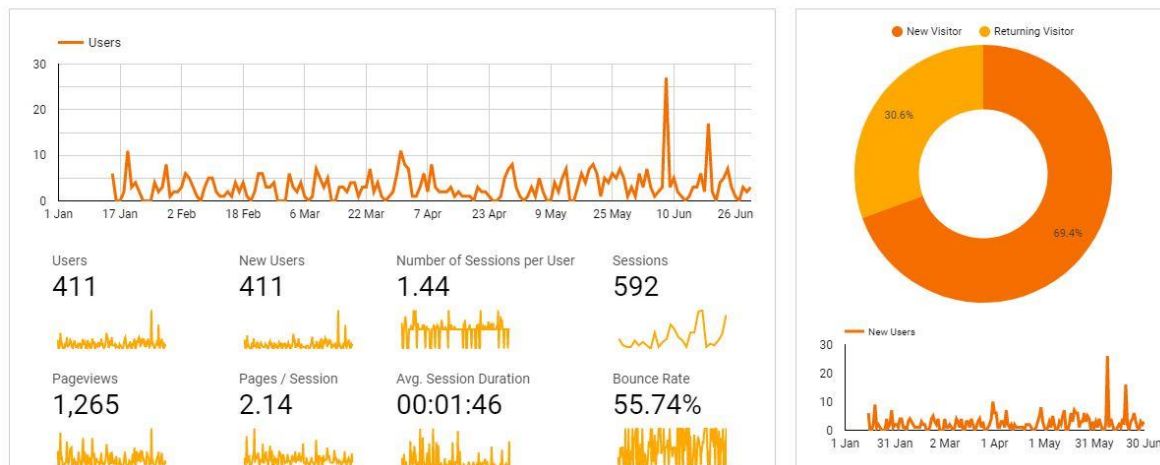 Users
30
20
10
0
1 Jan 17 Jan 2 Feb 18 Feb 6 Mar 22 Mar 7 Apr 23 Apr 9 May 25 May 10 Jun 26 Jun
Users New Users Number of Sessions per User Sessions
411 411 1.44 592
Pageviews Pages / Session Avg. Session Duration Bounce Rate
1,265 2.14 00:01:46 55.74%
New Visitor Returning Visitor
30.6%
69.4%
New Users
30
20
10
0
1 Jan 31 Jan 2 Mar 1 Apr 1 May 31 May 30 Jun